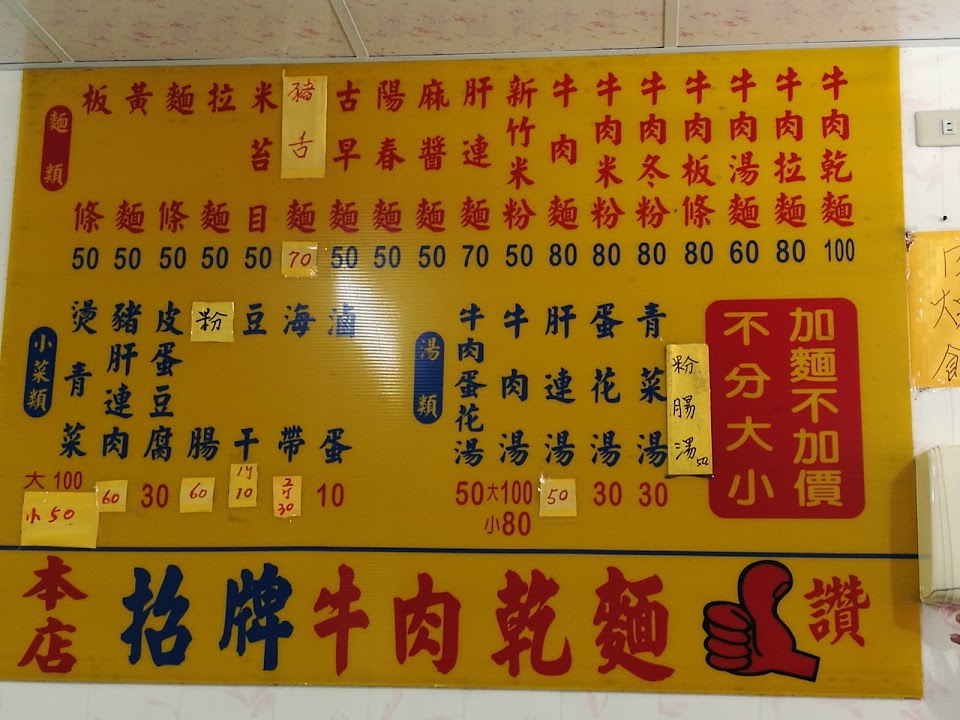 麵類
板條 50
黃麵 50
麵條 50
拉麵 50
米苔目 50
豬舌麵 70
古早麵 50
陽春麵 50
麻醬麵 50
肝連麵 70
新竹米粉 50
牛肉麵 80
牛肉米粉 80
牛肉冬粉 80
牛肉板條 80
牛肉湯麵 60
牛肉拉麵 80
牛肉乾麵 100
小菜類
燙青菜 大100 小50
豬肝連肉 60
皮蛋豆腐 30
粉腸 60
豆干 10
海帶 30
滷蛋 10
湯類
牛肉蛋花湯 50
牛肉湯 大100 小80
肝連湯 50
蛋花湯 30
青菜湯 30
粉腸湯 50
加麵不加價
不分大小
本店招牌牛肉乾麵讚